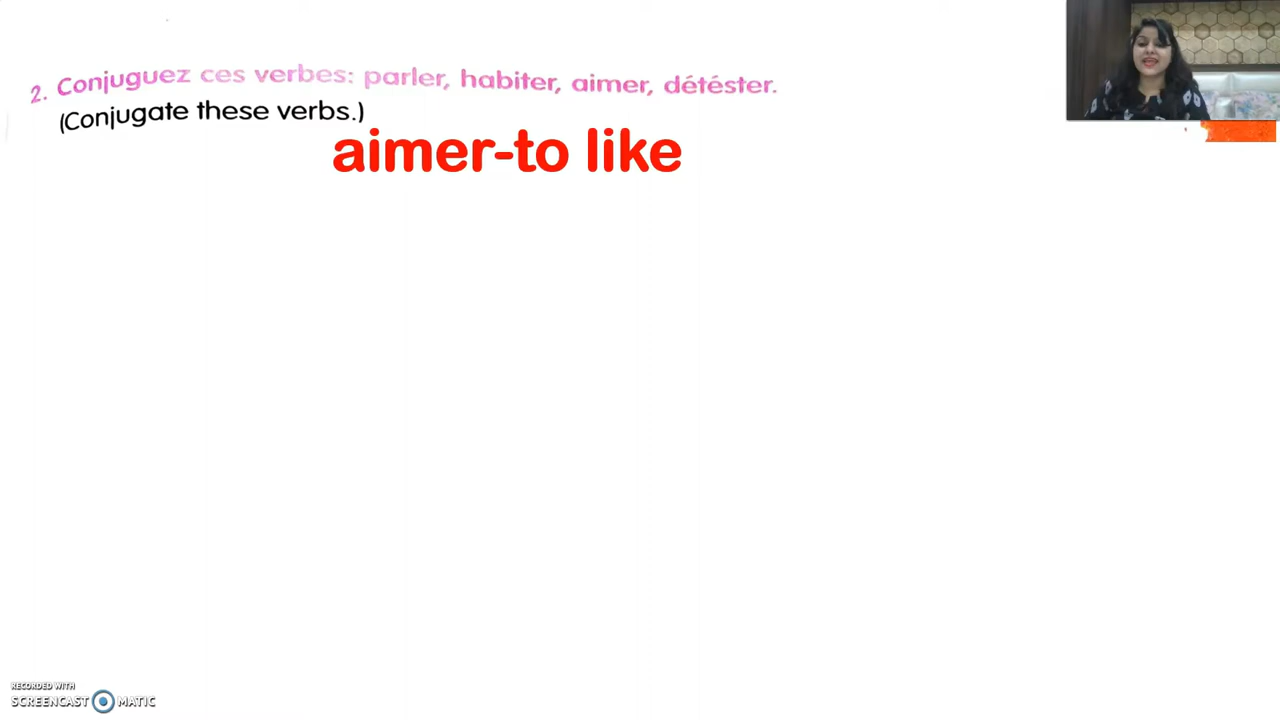 2. Conjuguez ces verbes: parler, habiter, aimer, détéster.
(Conjugate these verbs.)
aimer-to like
RECORDED WITH
SCREENCAST MATIC